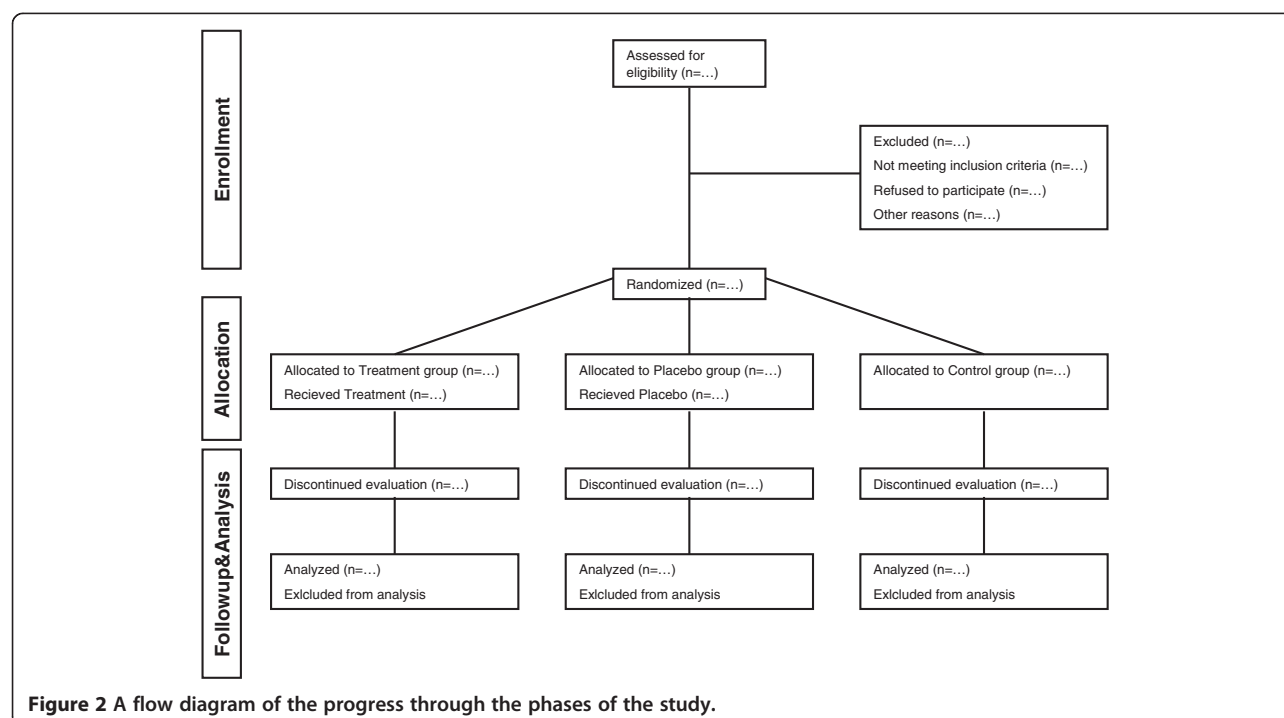 Enrollment
Assessed for
eligibility (n=...)
Excluded (n=...)
Not meeting inclusion criteria (n=...)
Refused to participate (n=...)
Other reasons (n=...)
Randomized (n=...)
Allocation
Allocated to Treatment group (n=...)
Recieved Treatment (n=...)
Allocated to Placebo group (n=...)
Recieved Placebo (n=...)
Allocated to Control group (n=...)
Followup&Analysis
Discontinued evaluation (n=...)
Discontinued evaluation (n=...)
Discontinued evaluation (n=...)
Analyzed (n=...)
Exlcluded from analysis
Analyzed (n=...)
Exlcluded from analysis
Analyzed (n=...)
Exlcluded from analysis
Figure 2 A flow diagram of the progress through the phases of the study.